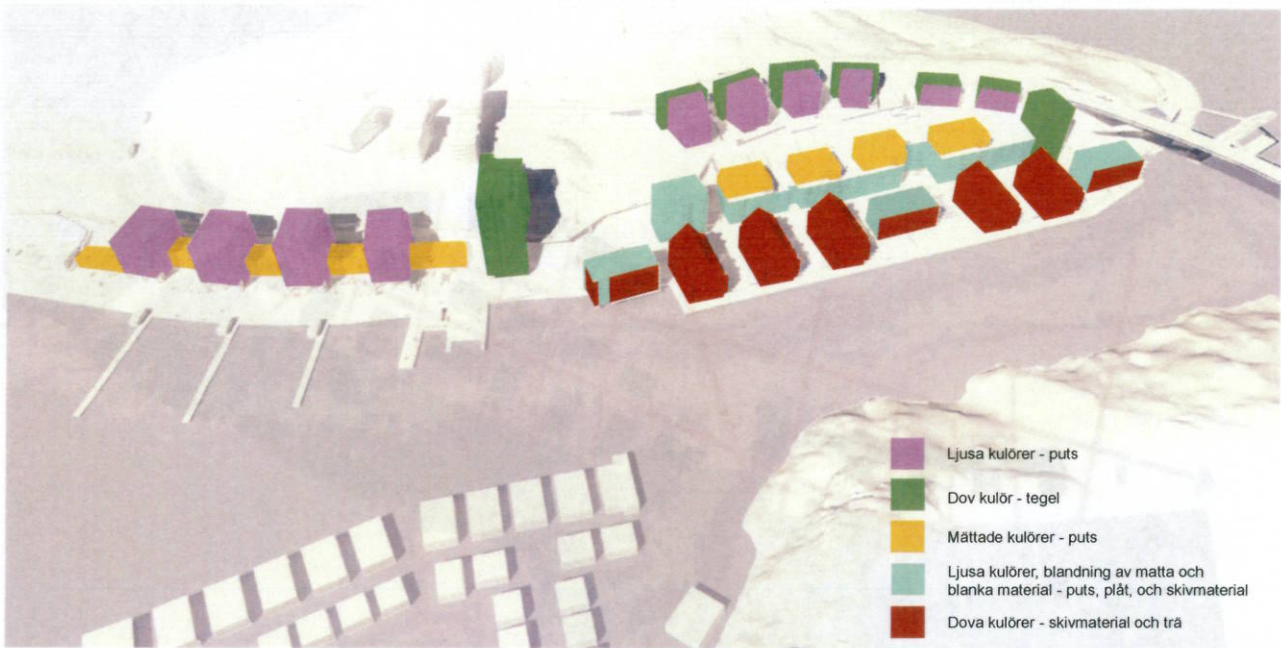 Ljusa kulörer - puts
Dov kulör - tegel
Mättade kulörer - puts
Ljusa kulörer, blandning av matta och
blanka material - puts, plåt, och skivmaterial
Dova kulörer - skivmaterial och trä